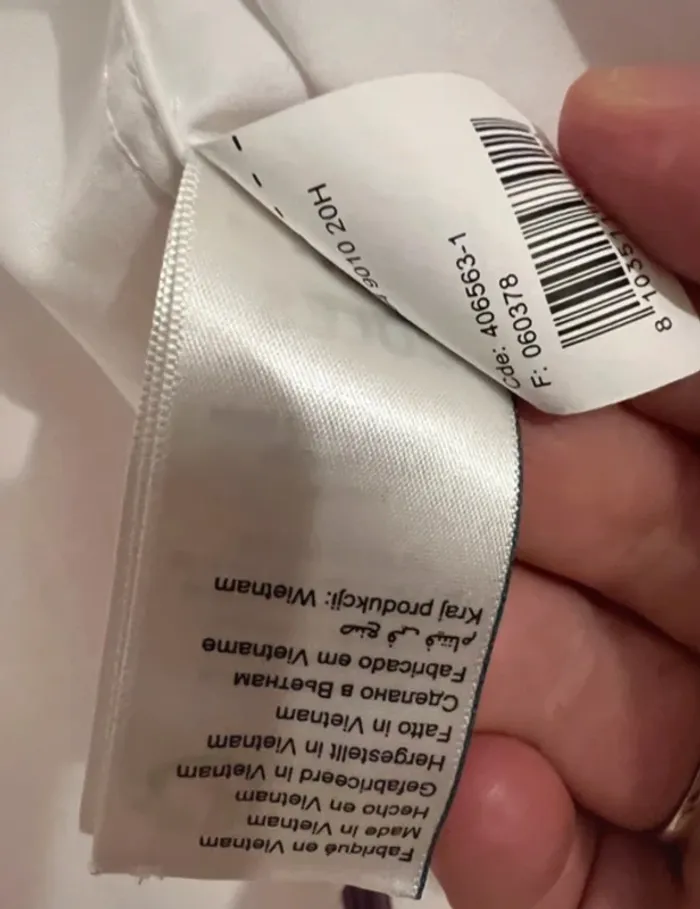 9010 20H
Cde: 406563-1
F: 060378
8
Fabriqué en Vietnam
Made in Vietnam
Hecho en Vietnam
Gefabriceerd in Vietnam
Hergestellt in Vietnam
Fatto in Vietnam
Сделано в Вьетнам
Fabricado em Vietname
صنع في فيتنام
Kraj produkcji: Wietnam